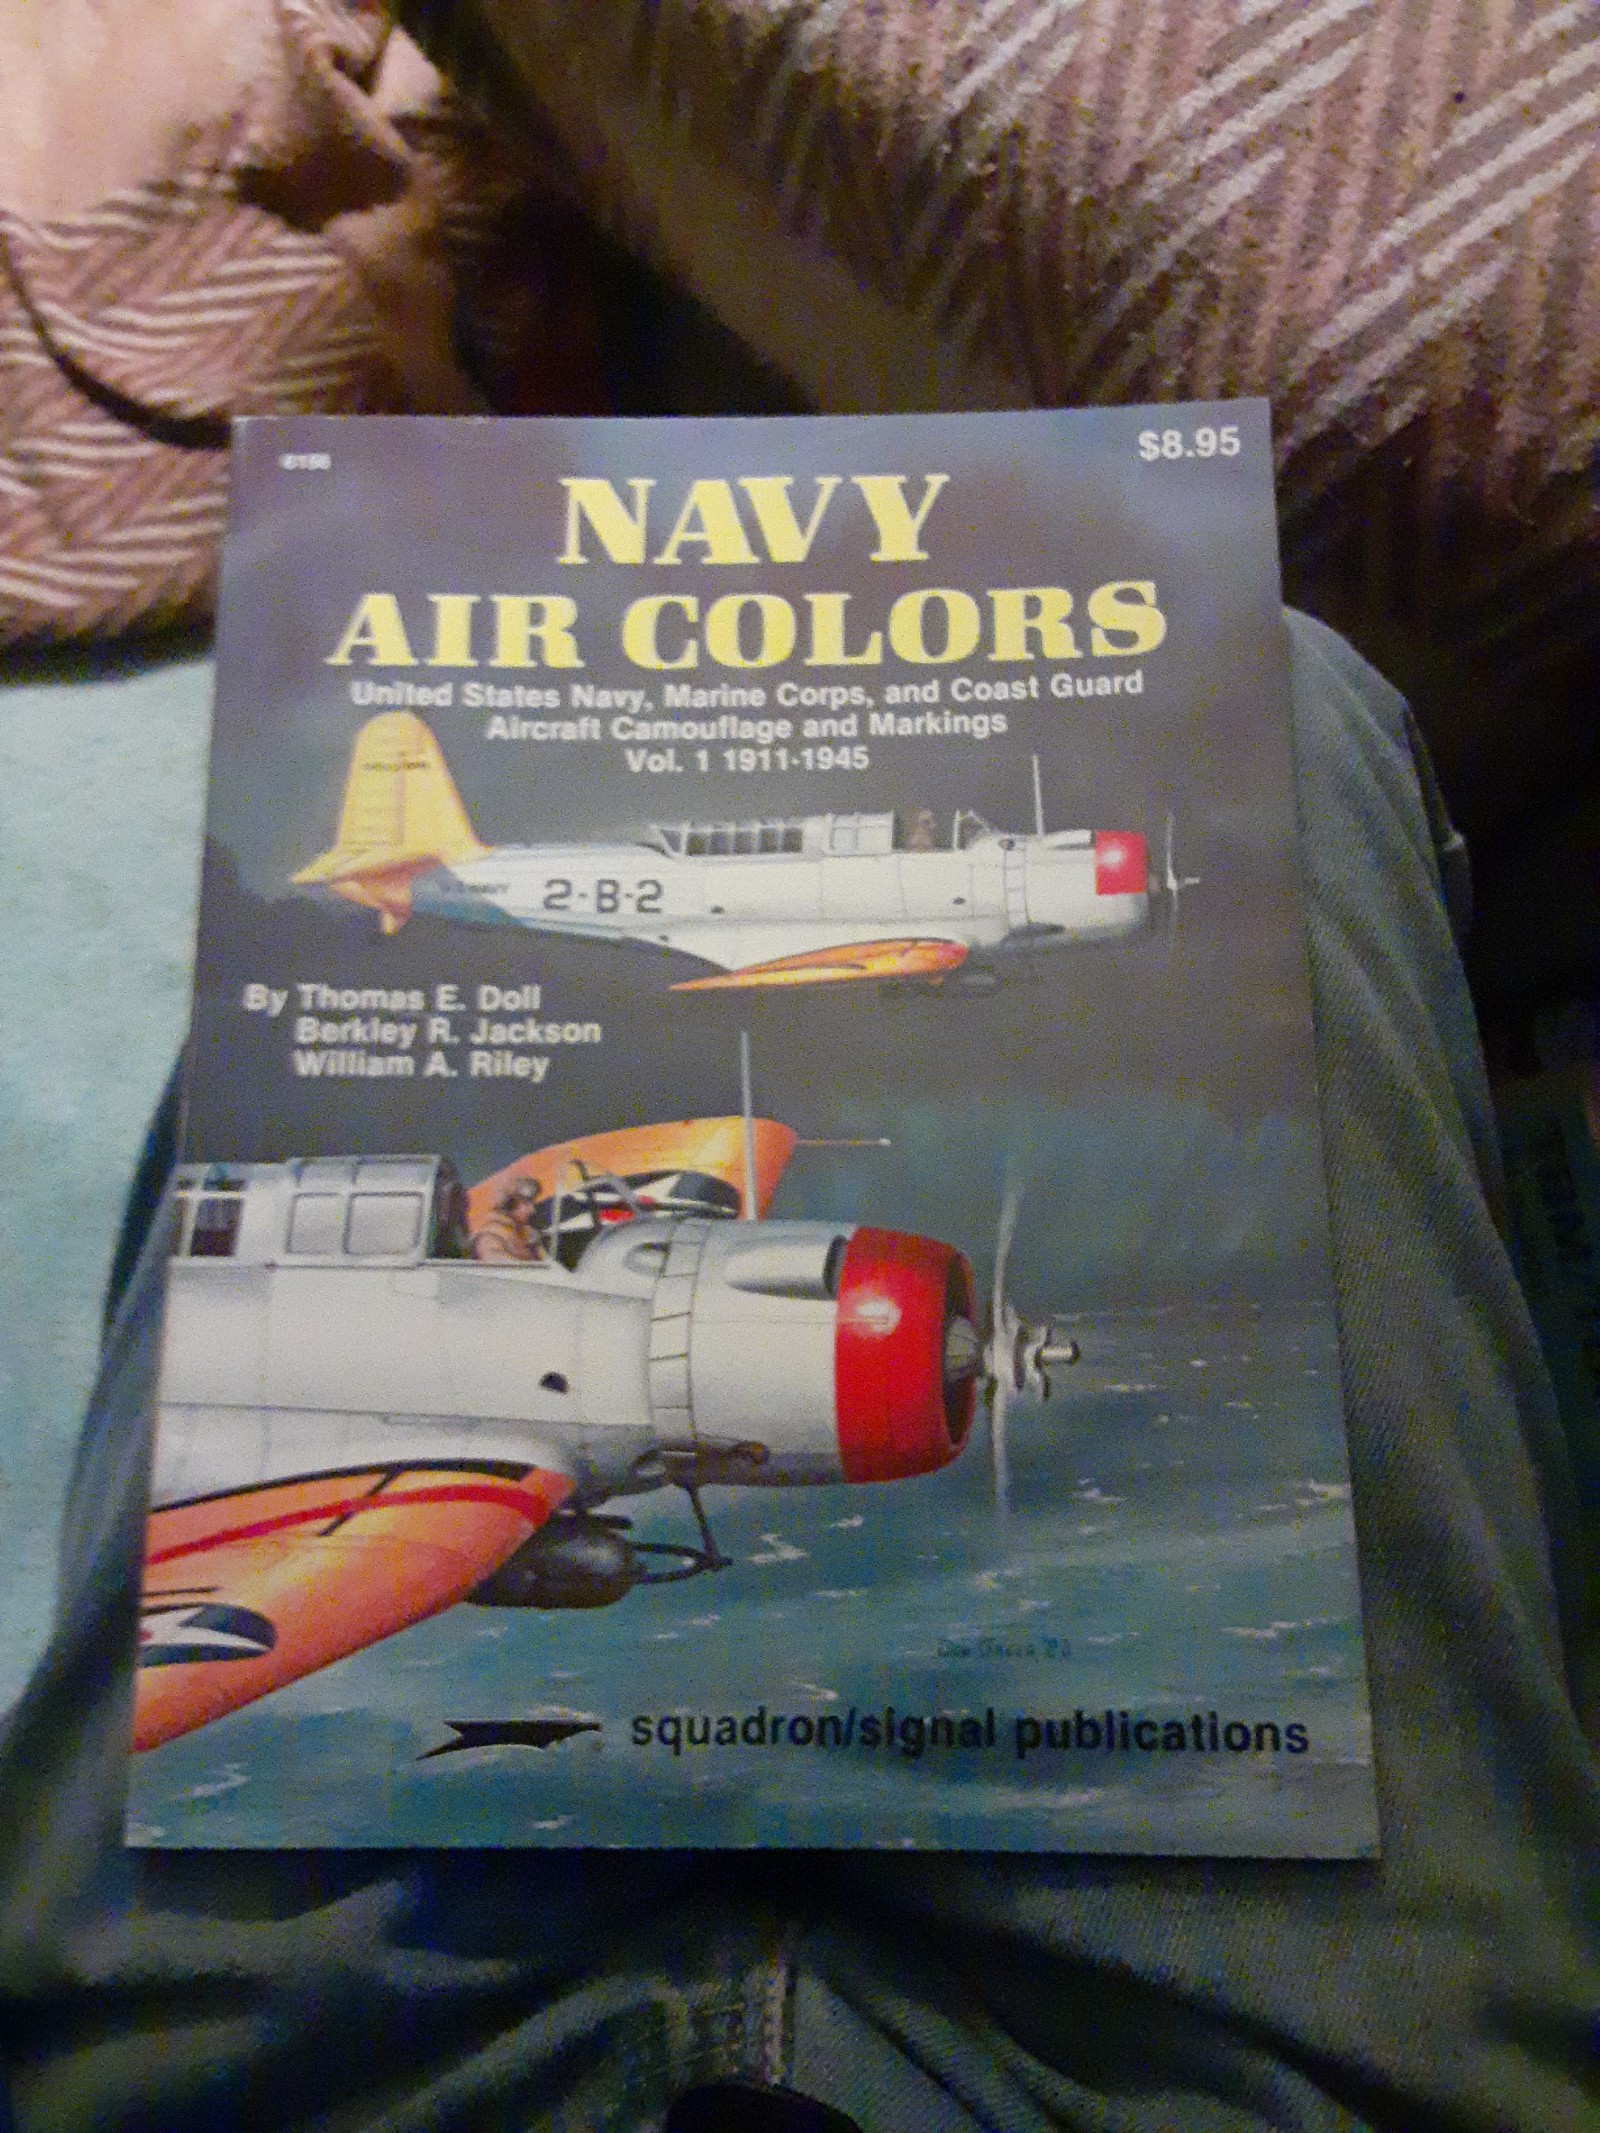 $8.95
NAVY
AIR COLORS
United States Navy, Marine Corps, and Coast Guard
Aircraft Camouflage and Markings
Vol. 1 1911-1945
NAVY
2-B-2
By Thomas E. Doll
Berkley R. Jackson
William A. Riley
squadron/signal publications